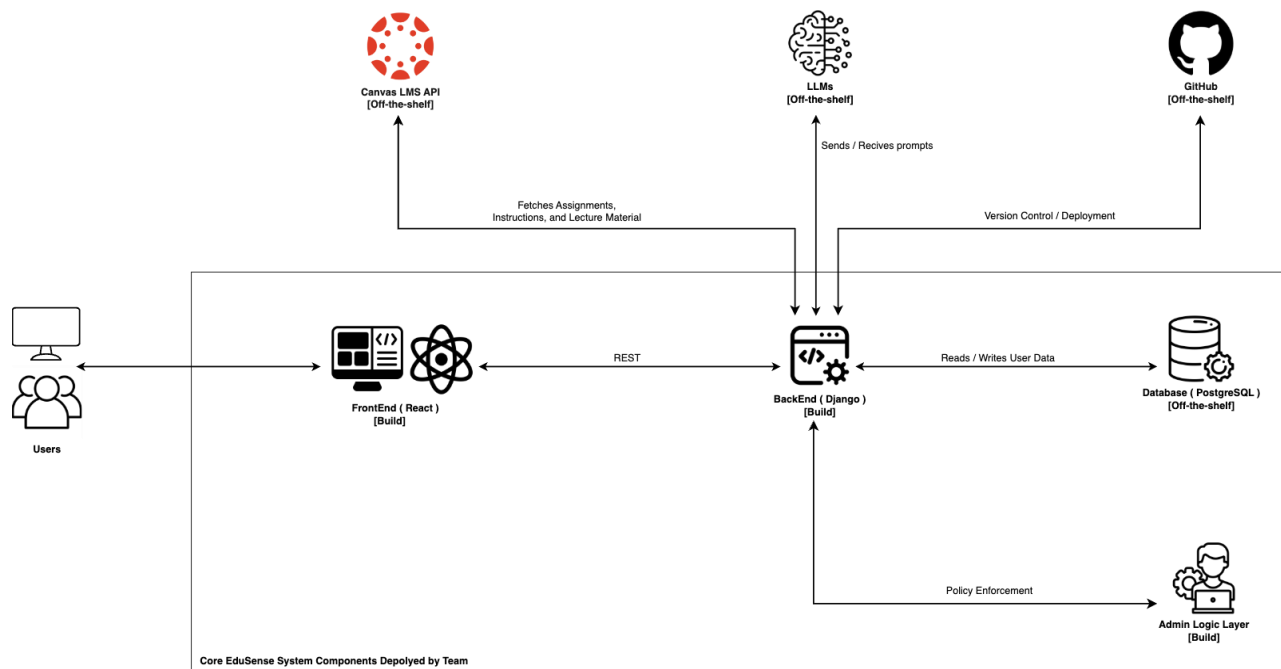 Canvas LMS API
[Off-the-shelf]
LLMs
[Off-the-shelf]
GitHub
[Off-the-shelf]
Sends / Recives prompts
Fetches Assignments,
Instructions, and Lecture Material
Version Control / Deployment
Users
FrontEnd ( React )
[Build]
REST
BackEnd ( Django )
[Build]
Reads / Writes User Data
Database ( PostgreSQL )
[Off-the-shelf]
Policy Enforcement
Admin Logic Layer
[Build]
Core EduSense System Components Depolyed by Team